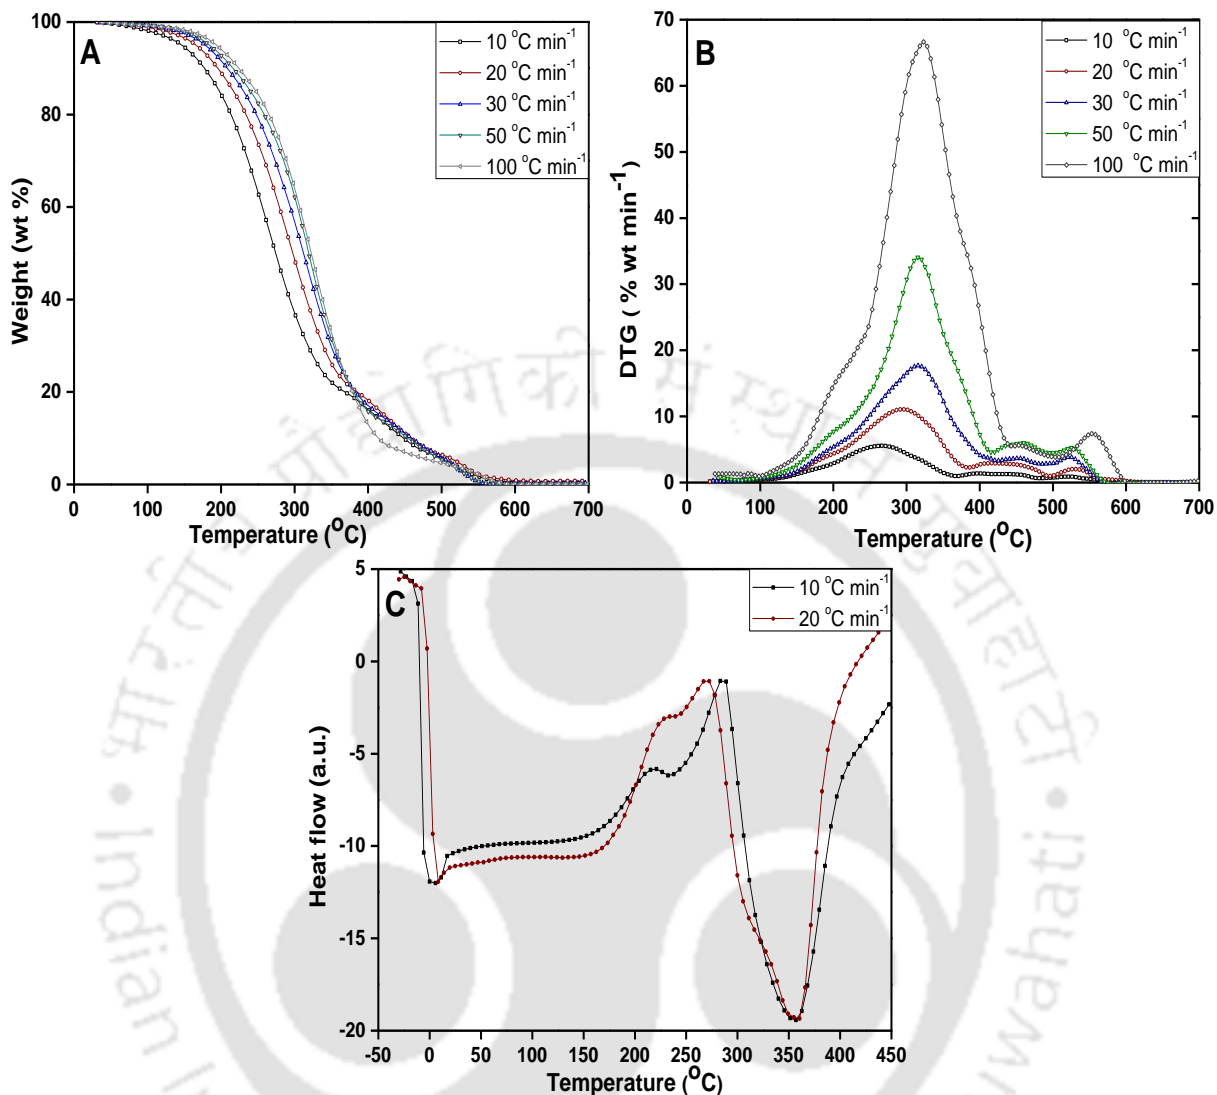 A
10 °C min-1
20 °C min-1
30 °C min-1
50 °C min-1
100 °C min-1
Weight (wt %)
100
80
60
40
20
0
0 100 200 300 400 500 600 700
Temperature (°C)
B
10 °C min-1
20 °C min-1
30 °C min-1
50 °C min-1
100 °C min-1
DTG ( % wt min-1)
70
60
50
40
30
20
10
0
0 100 200 300 400 500 600 700
Temperature (°C)
C
10 °C min-1
20 °C min-1
Heat flow (a.u.)
5
0
-5
-10
-15
-20
-50 0 50 100 150 200 250 300 350 400 450
Temperature (°C)
Indian